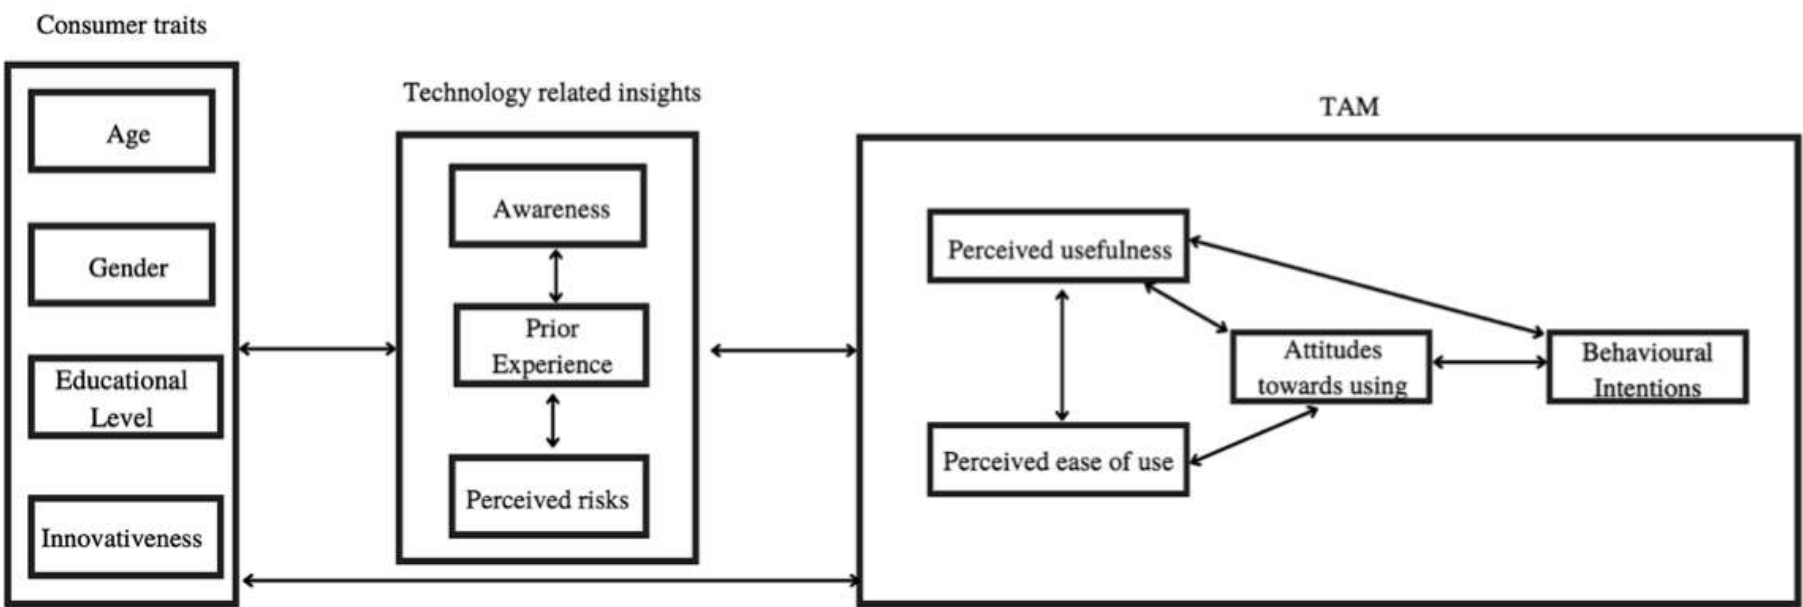 Consumer traits
Age
Gender
Educational
Level
Innovativeness
Technology related insights
Awareness
Prior
Experience
Perceived risks
TAM
Perceived usefulness
Perceived ease of use
Attitudes
towards using
Behavioural
Intentions